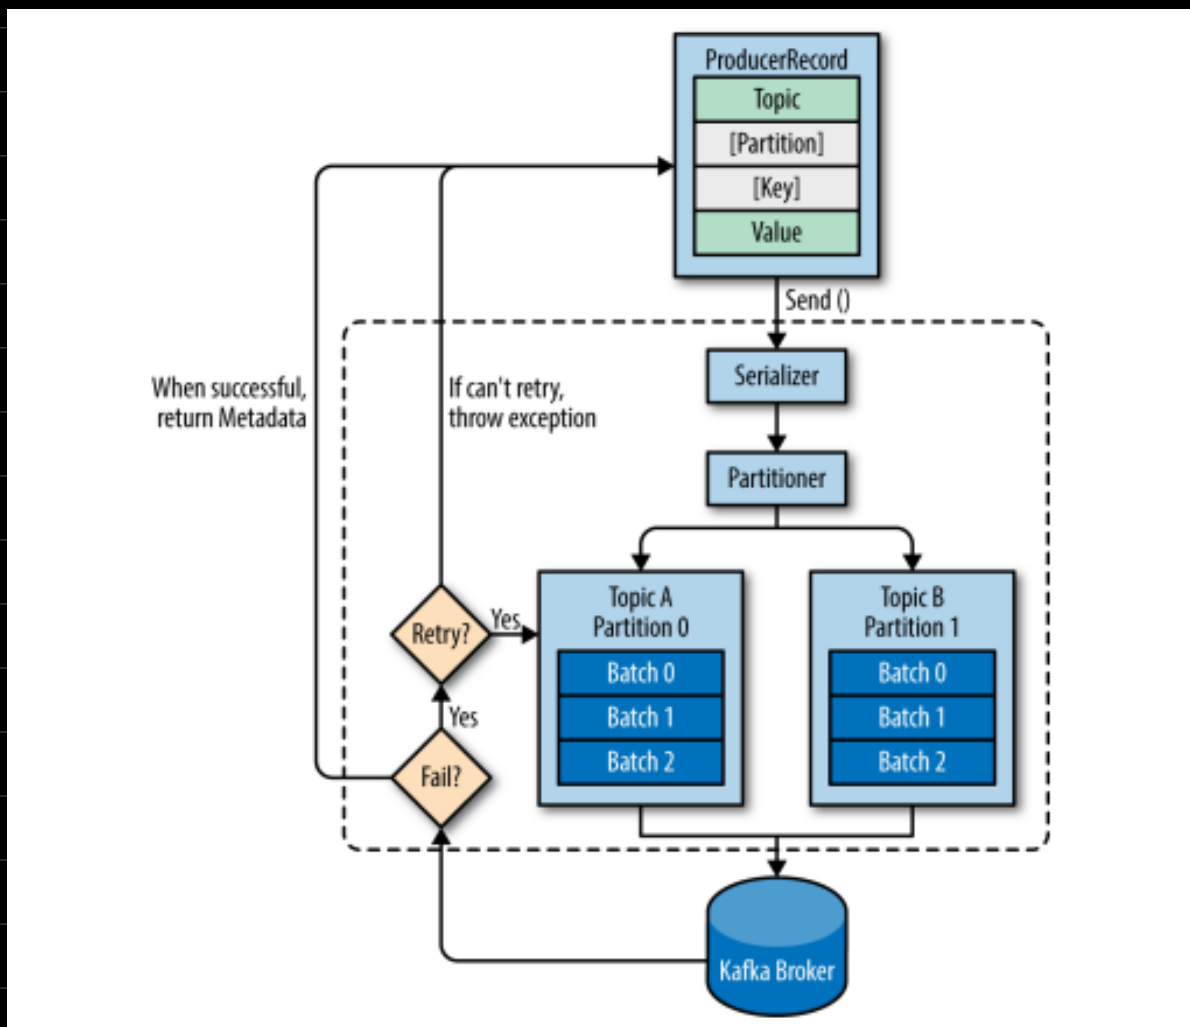 ProducerRecord
Topic
[Partition]
[Key]
Value
Send ()
Serializer
When successful,
return Metadata
If can't retry,
throw exception
Partitioner
Topic A
Partition 0
Batch 0
Batch 1
Batch 2
Topic B
Partition 1
Batch 0
Batch 1
Batch 2
Retry?
Yes
Yes
Fail?
Kafka Broker